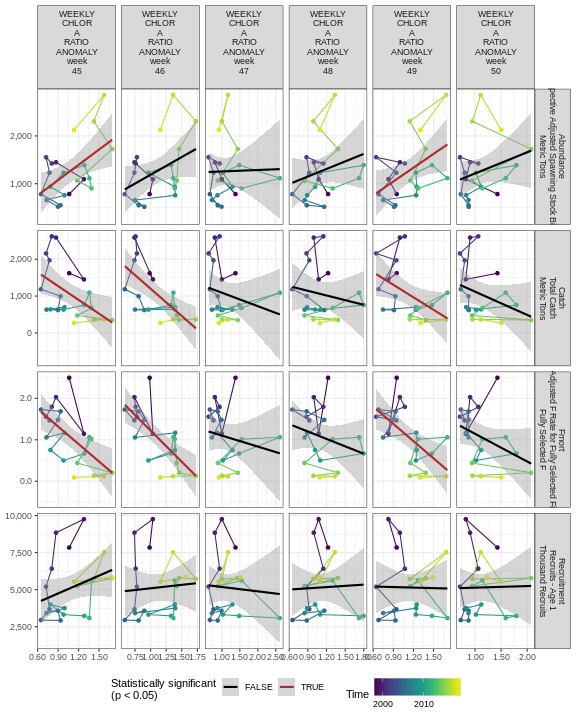 WEEKLY
CHLOR
A
RATIO
ANOMALY
week
45
WEEKLY
CHLOR
A
RATIO
ANOMALY
week
46
WEEKLY
CHLOR
A
RATIO
ANOMALY
week
47
WEEKLY
CHLOR
A
RATIO
ANOMALY
week
48
WEEKLY
CHLOR
A
RATIO
ANOMALY
week
49
WEEKLY
CHLOR
A
RATIO
ANOMALY
week
50
2,000
1,000
Abundance
pective Adjusted Spawning Stock Bi
Metric Tons
2,000
1,000
0
Catch
Total Catch
Metric Tons
2.0
1.0
0.0
Fmort
Adjusted F Rate for Fully Selected Fi
Fully Selected F
10,000
7,500
5,000
2,500
Recruitment
Recruits - Age 1
Thousand Recruits
0.60 0.90 1.20 1.50
0.75 1.00 1.25 1.50 1.75
1.00 1.50 2.00 2.50
0.60 0.90 1.20 1.50
0.60 0.90 1.20 1.50
1.00 1.50 2.00
Statistically significant
(p < 0.05)
FALSE
TRUE
Time
2000 2010